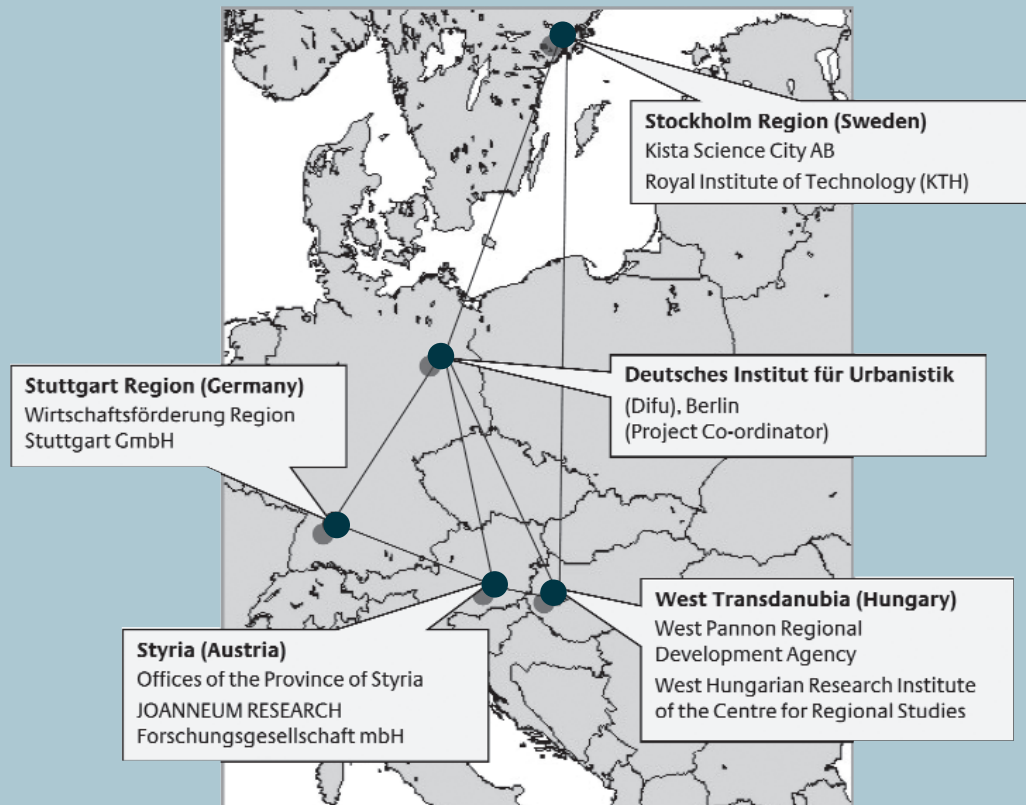 Stockholm Region (Sweden)
Kista Science City AB
Royal Institute of Technology (KTH)
Stuttgart Region (Germany)
Wirtschaftsförderung Region
Stuttgart GmbH
Deutsches Institut für Urbanistik
(Difu), Berlin
(Project Co-ordinator)
Styria (Austria)
Offices of the Province of Styria
JOANNEUM RESEARCH
Forschungsgesellschaft mbH
West Transdanubia (Hungary)
West Pannon Regional
Development Agency
West Hungarian Research Institute
of the Centre for Regional Studies